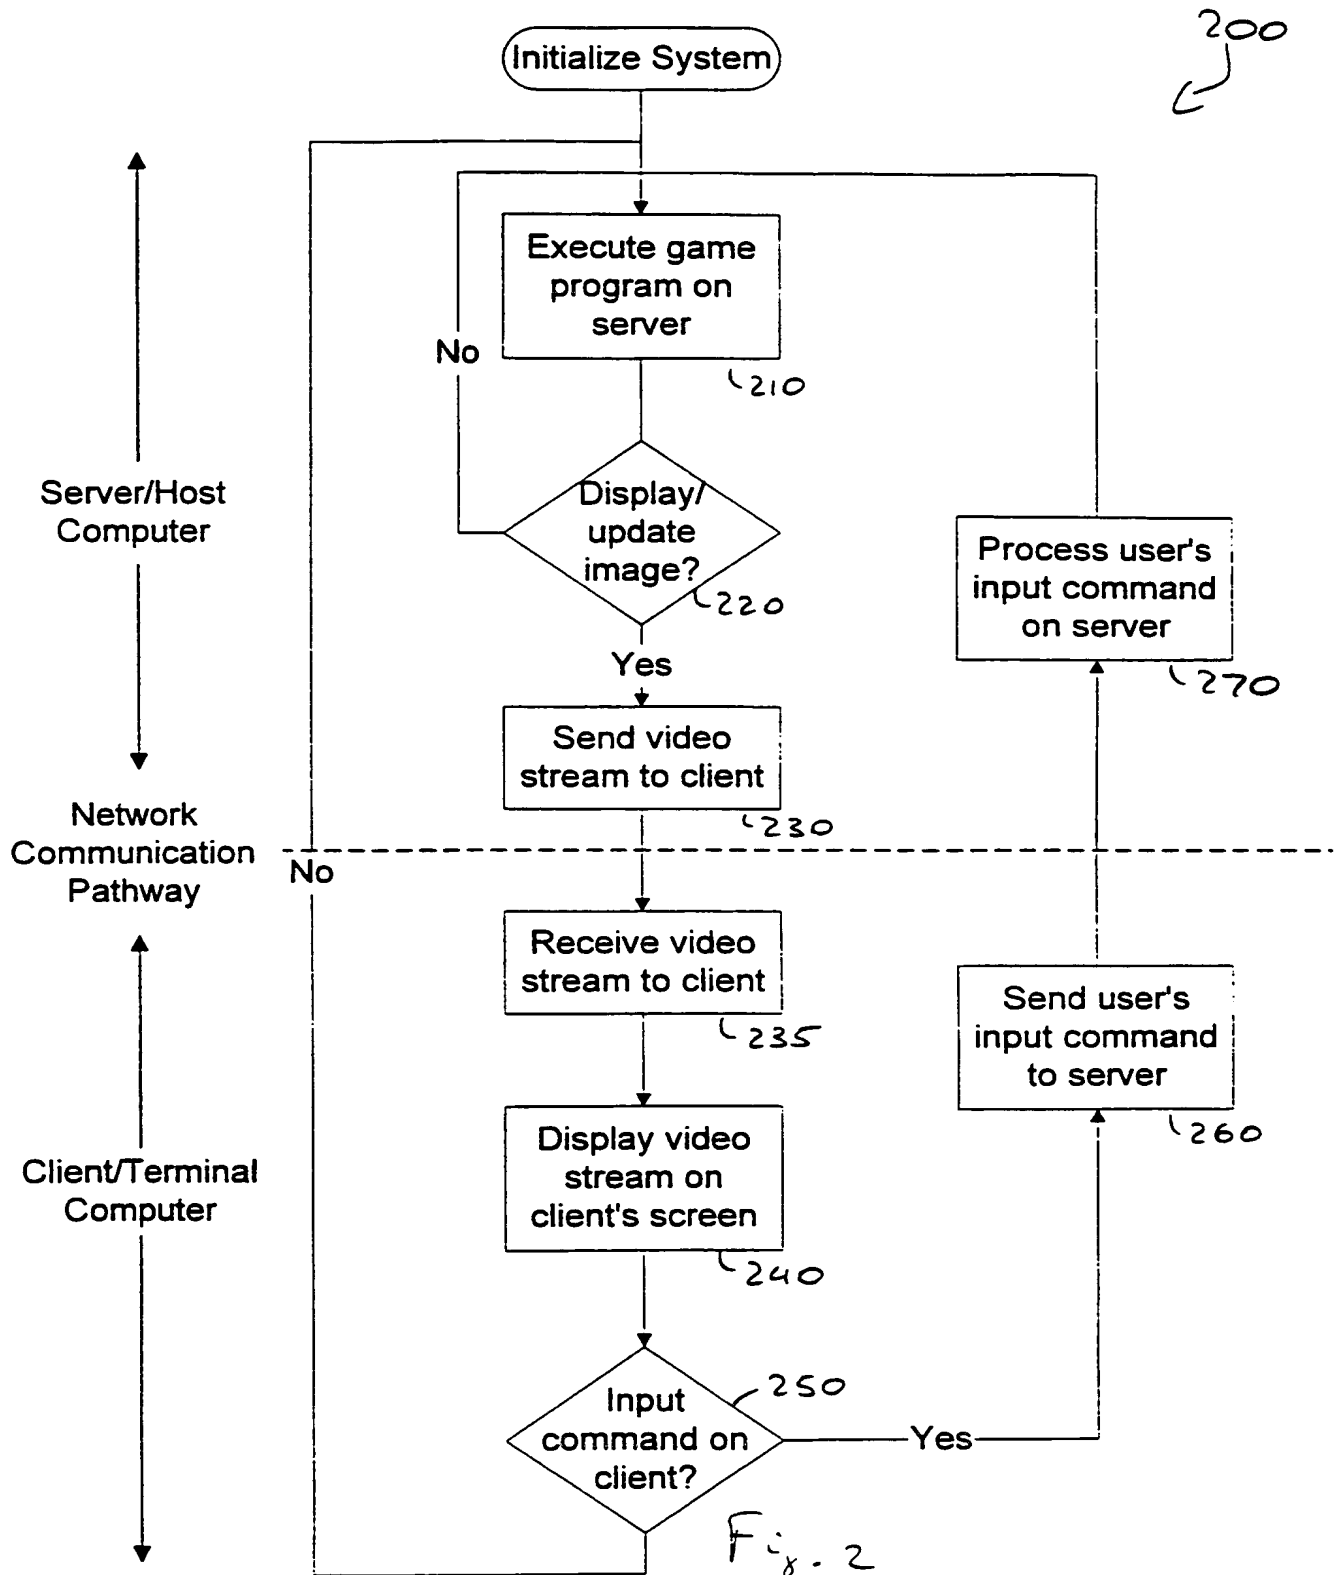 200
Initialize System
Execute game
program on
server
210
No
Display/
update
image?
220
Yes
Server/Host
Computer
Process user's
input command
on server
270
Send video
stream to client
230
Network
Communication
Pathway
No
Receive video
stream to client
235
Send user's
input command
to server
260
Display video
stream on
client's screen
240
Client/Terminal
Computer
Input
command on
client?
250
Yes
Fig. 2